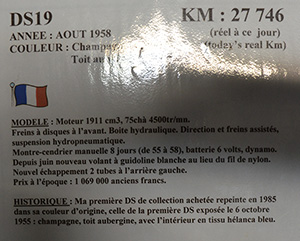 DS19
KM : 27 746
ANNEE : AOUT 1958
(réel à ce jour)
COULEUR : Champag
(today's real Km)
Toit au
MODELE : Moteur 1911 cm3, 75chà 4500tr/mn.
Freins à disques à l'avant. Boite hydraulique. Direction et freins assistés,
suspension hydropneumatique.
Montre-cendrier manuelle 8 jours (de 55 à 58), batterie 6 volts, dynamo.
Depuis juin nouveau volant à guidoline blanche au lieu du fil de nylon.
Nouvel échappement 2 tubes à l'arrière gauche.
Prix à l'époque : 1 069 000 anciens francs.
HISTORIQUE : Ma première DS de collection achetée repeinte en 1985
dans sa couleur d'origine, celle de la première DS exposée le 6 octobre
1955 : champagne, toit aubergine, avec l'intérieur en tissu hélanca bleu.